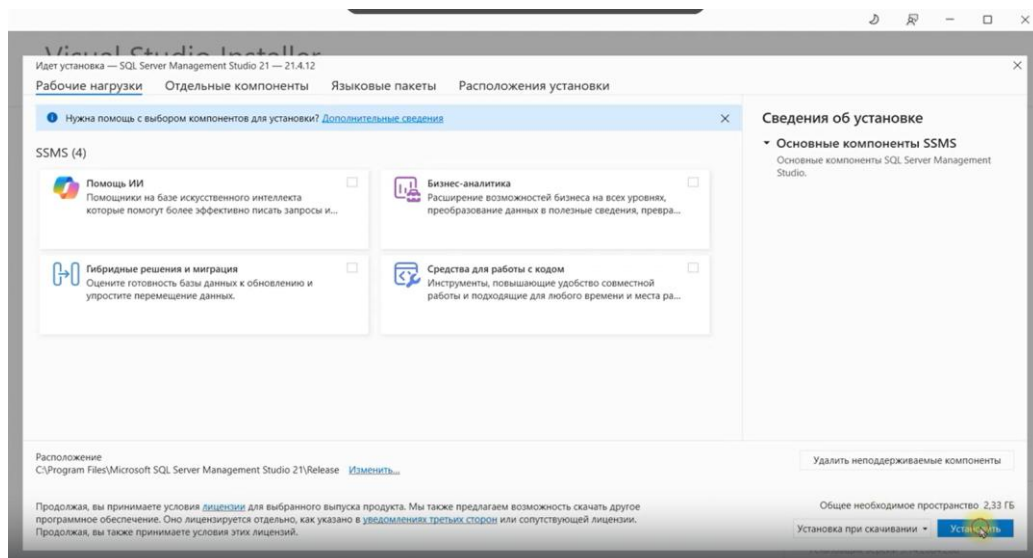 Visual Studio Installer
Идет установка — SQL Server Management Studio 21 — 21.4.12
Рабочие нагрузки Отдельные компоненты Языковые пакеты Расположения установки
Нужна помощь с выбором компонентов для установки? Дополнительные сведения
SSMS (4)
Помощь ИИ
Помощники на базе искусственного интеллекта
которые помогут более эффективно писать запросы и...
Бизнес-аналитика
Расширение возможностей бизнеса на всех уровнях,
преобразование данных в полезные сведения, превра...
Гибридные решения и миграция
Оцените готовность базы данных к обновлению и
упростите перемещение данных.
Средства для работы с кодом
Инструменты, повышающие удобство совместной
работы и подходящие для любого времени и места ра...
Сведения об установке
Основные компоненты SSMS
Основные компоненты SQL Server Management
Studio.
Расположение
C:\Program Files\Microsoft SQL Server Management Studio 21\Release Изменить...
Удалить неподдерживаемые компоненты
Продолжая, вы принимаете условия лицензии для выбранного выпуска продукта. Мы также предлагаем возможность скачать другое
программное обеспечение. Оно лицензируется отдельно, как указано в уведомлениях третьих сторон или сопутствующей лицензии.
Продолжая, вы также принимаете условия этих лицензий.
Общее необходимое пространство 2,33 ГБ
Установка при скачивании Установить